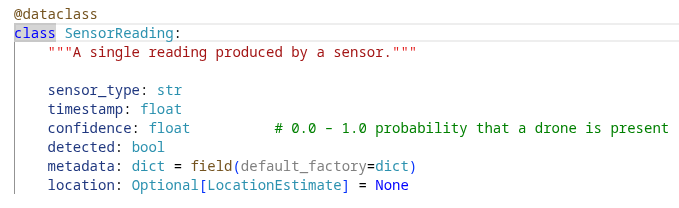 @dataclass
class SensorReading:
    """A single reading produced by a sensor."""

    sensor_type: str
    timestamp: float
    confidence: float          # 0.0 – 1.0 probability that a drone is present
    detected: bool
    metadata: dict = field(default_factory=dict)
    location: Optional[LocationEstimate] = None